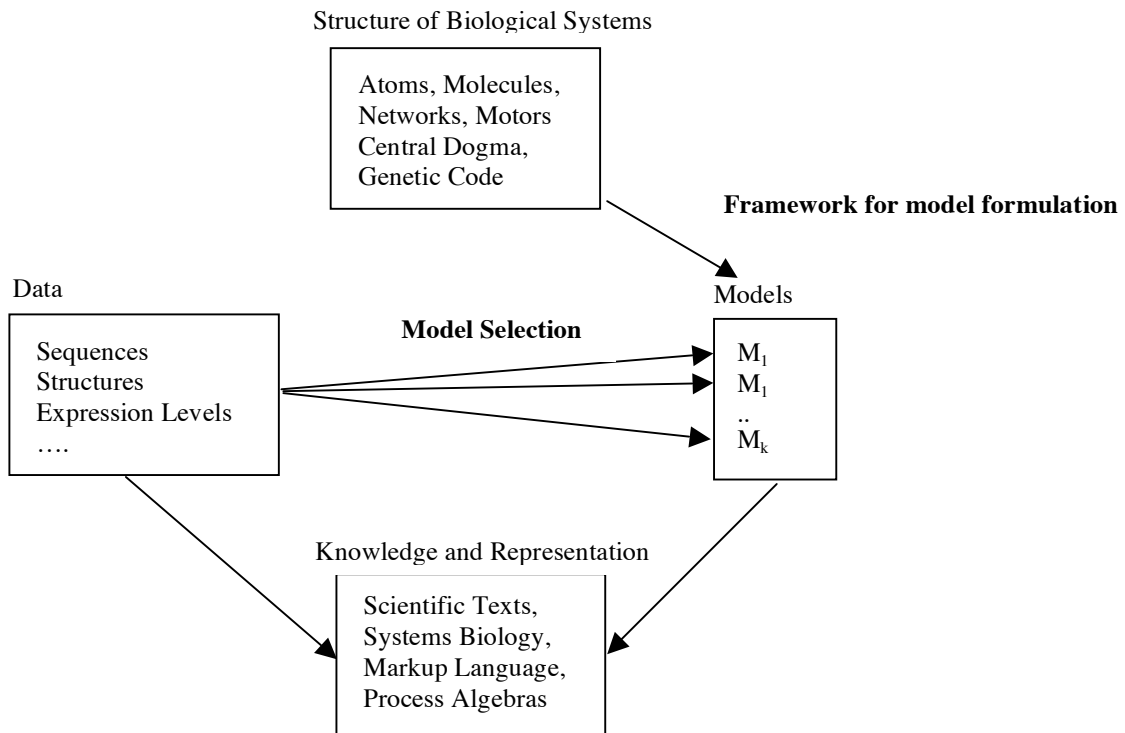 Structure of Biological Systems
Atoms, Molecules,
Networks, Motors
Central Dogma,
Genetic Code
Framework for model formulation
Data
Models
Model Selection
Sequences
Structures
Expression Levels
….
M₁
M₁
..
Mₖ
Knowledge and Representation
Scientific Texts,
Systems Biology,
Markup Language,
Process Algebras